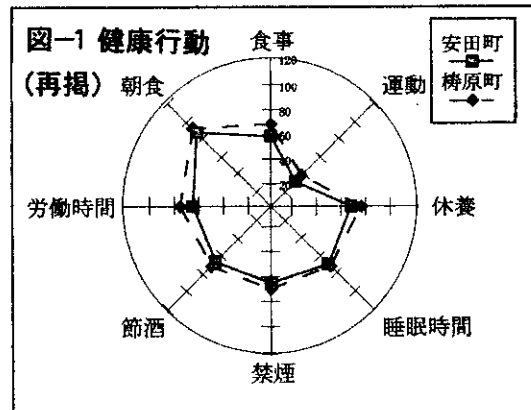 図-1 健康行動
(再掲)
食事
運動
休養
睡眠時間
禁煙
節酒
労働時間
朝食
120
100
80
60
40
20
安田町
梼原町